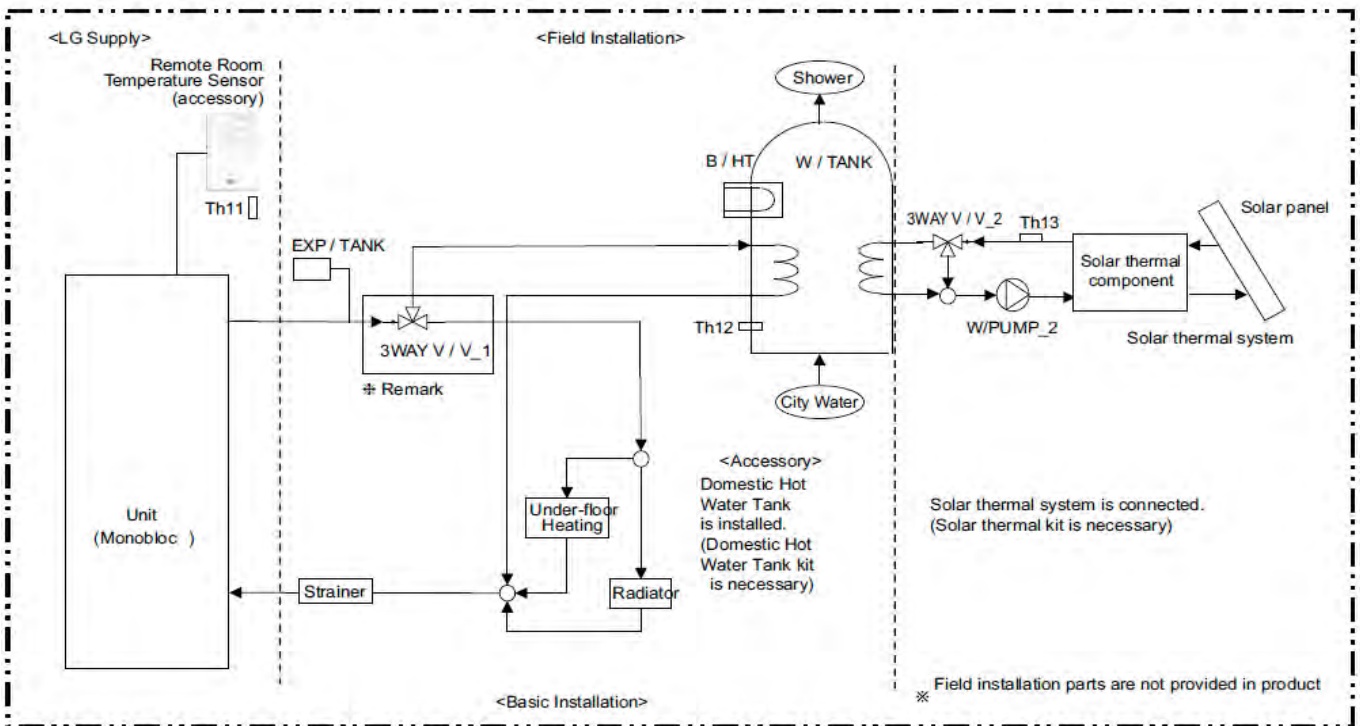 <LG Supply>
<Field Installation>
Remote Room
Temperature Sensor
(accessory)
Th11
Shower
B / HT
W / TANK
EXP / TANK
3WAY V / V_1
※ Remark
Th12
City Water
3WAY V / V_2
Th13
Solar panel
Solar thermal
component
W/PUMP_2
Solar thermal system
Unit
(Monobloc )
Under-floor
Heating
Strainer
Radiator
<Accessory>
Domestic Hot
Water Tank
is installed.
(Domestic Hot
Water Tank kit
is necessary)
Solar thermal system is connected.
(Solar thermal kit is necessary)
<Basic Installation>
※ Field installation parts are not provided in product